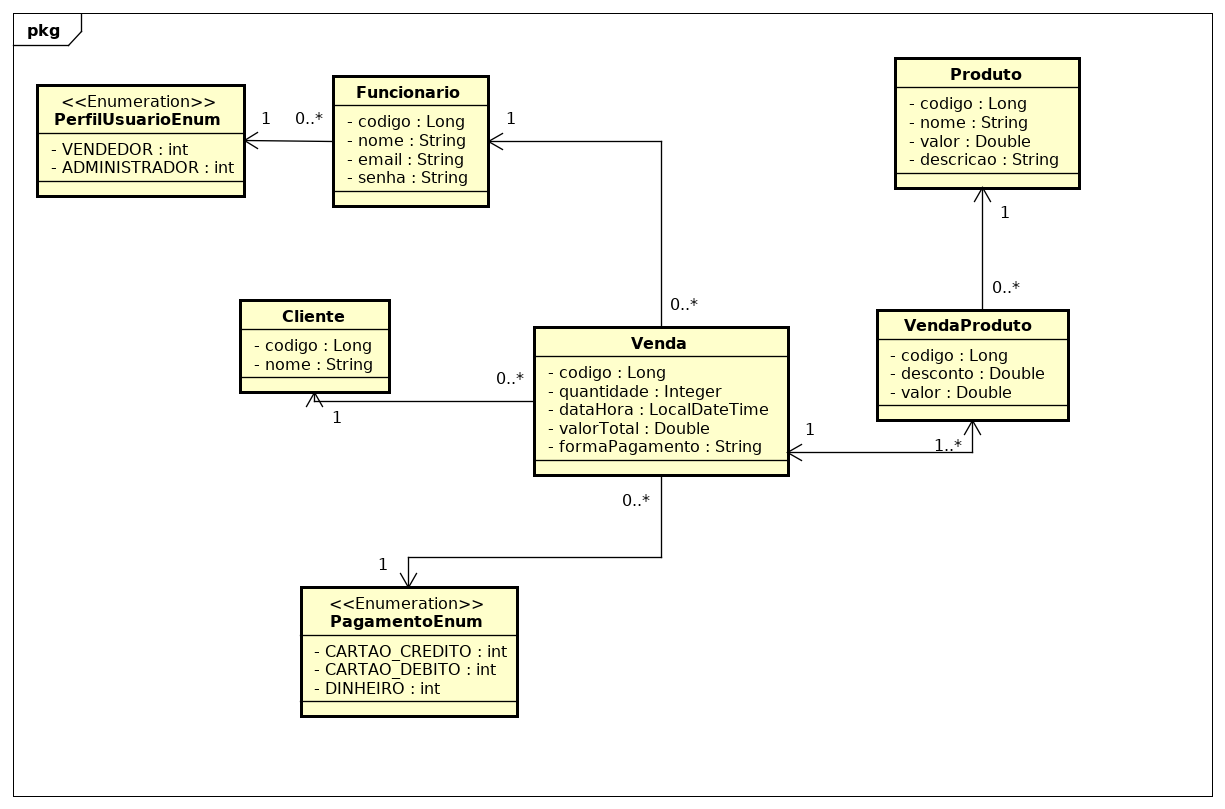 pkg
<<Enumeration>>
PerfilUsuarioEnum
- VENDEDOR : int
- ADMINISTRADOR : int
1
0..*
Funcionario
- codigo : Long
- nome : String
- email : String
- senha : String
1
Produto
- codigo : Long
- nome : String
- valor : Double
- descricao : String
1
0..*
0..*
Cliente
- codigo : Long
- nome : String
1
0..*
Venda
- codigo : Long
- quantidade : Integer
- dataHora : LocalDateTime
- valorTotal : Double
- formaPagamento : String
VendaProduto
- codigo : Long
- desconto : Double
- valor : Double
1
1..*
0..*
1
<<Enumeration>>
PagamentoEnum
- CARTAO_CREDITO : int
- CARTAO_DEBITO : int
- DINHEIRO : int